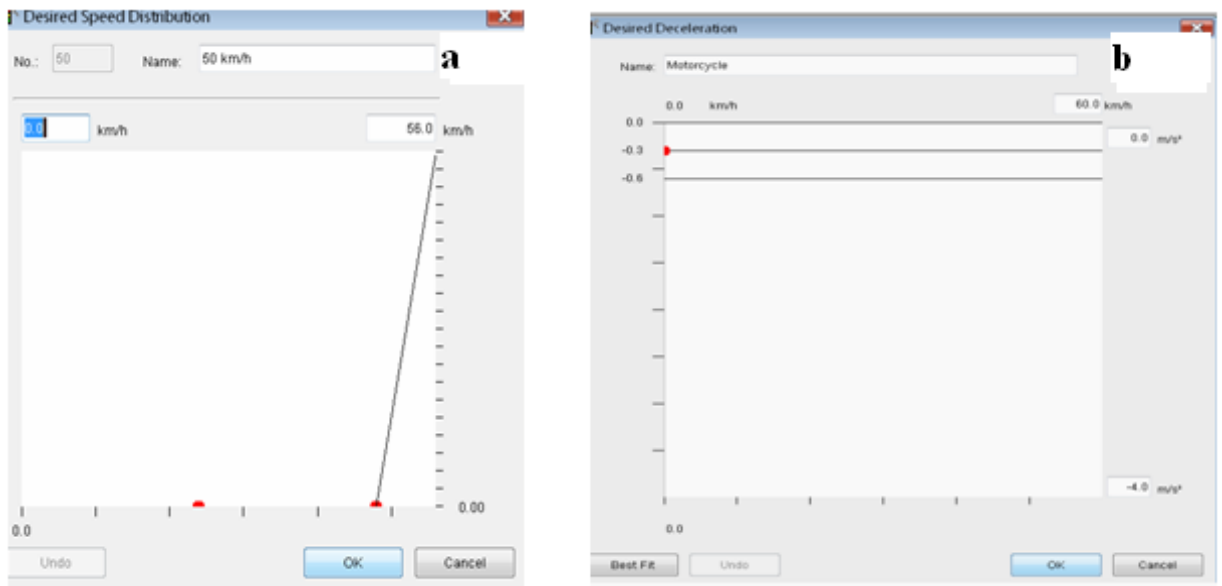 Desired Speed Distribution
a
No.: 50 Name: 50 km/h
0.0 km/h 56.0 km/h
0.00
0.0
Undo OK Cancel
Desired Deceleration
b
Name: Motorcycle
0.0 km/h 60.0 km/h
0.0
0.0 m/s²
-0.3
-0.6
-4.0 m/s²
0.0
Best Fit Undo OK Cancel